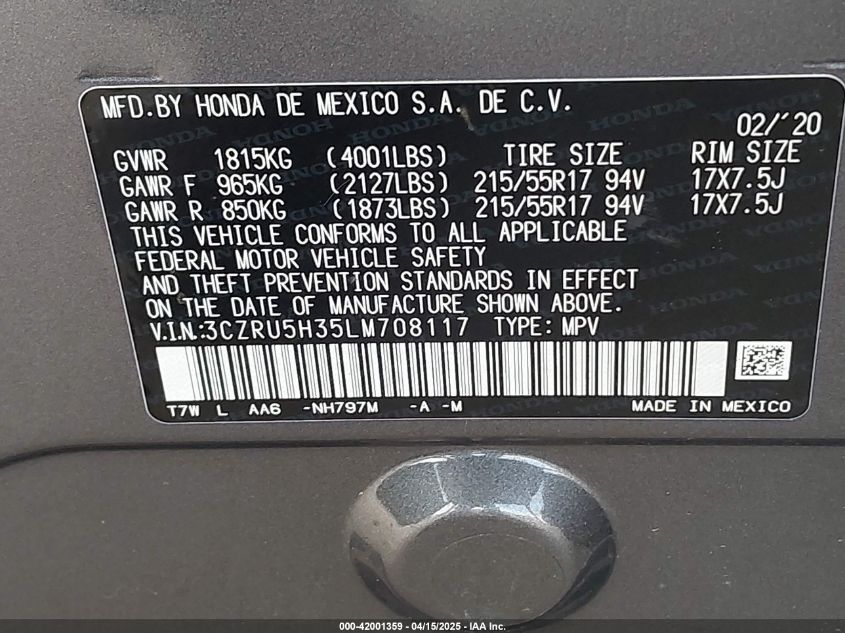 MFD.BY HONDA DE MEXICO S.A. DE C.V.
02/'20
GVWR 1815KG (4001LBS) TIRE SIZE RIM SIZE
GAWR F 965KG (2127LBS) 215/55R17 94V 17X7.5J
GAWR R 850KG (1873LBS) 215/55R17 94V 17X7.5J
THIS VEHICLE CONFORMS TO ALL APPLICABLE
FEDERAL MOTOR VEHICLE SAFETY
AND THEFT PREVENTION STANDARDS IN EFFECT
ON THE DATE OF MANUFACTURE SHOWN ABOVE.
V.I.N.:3CZRU5H35LM708117 TYPE: MPV
T7W L AA6 -NH797M -A -M MADE IN MEXICO
000-42001359 - 04/15/2025 - IAA Inc.